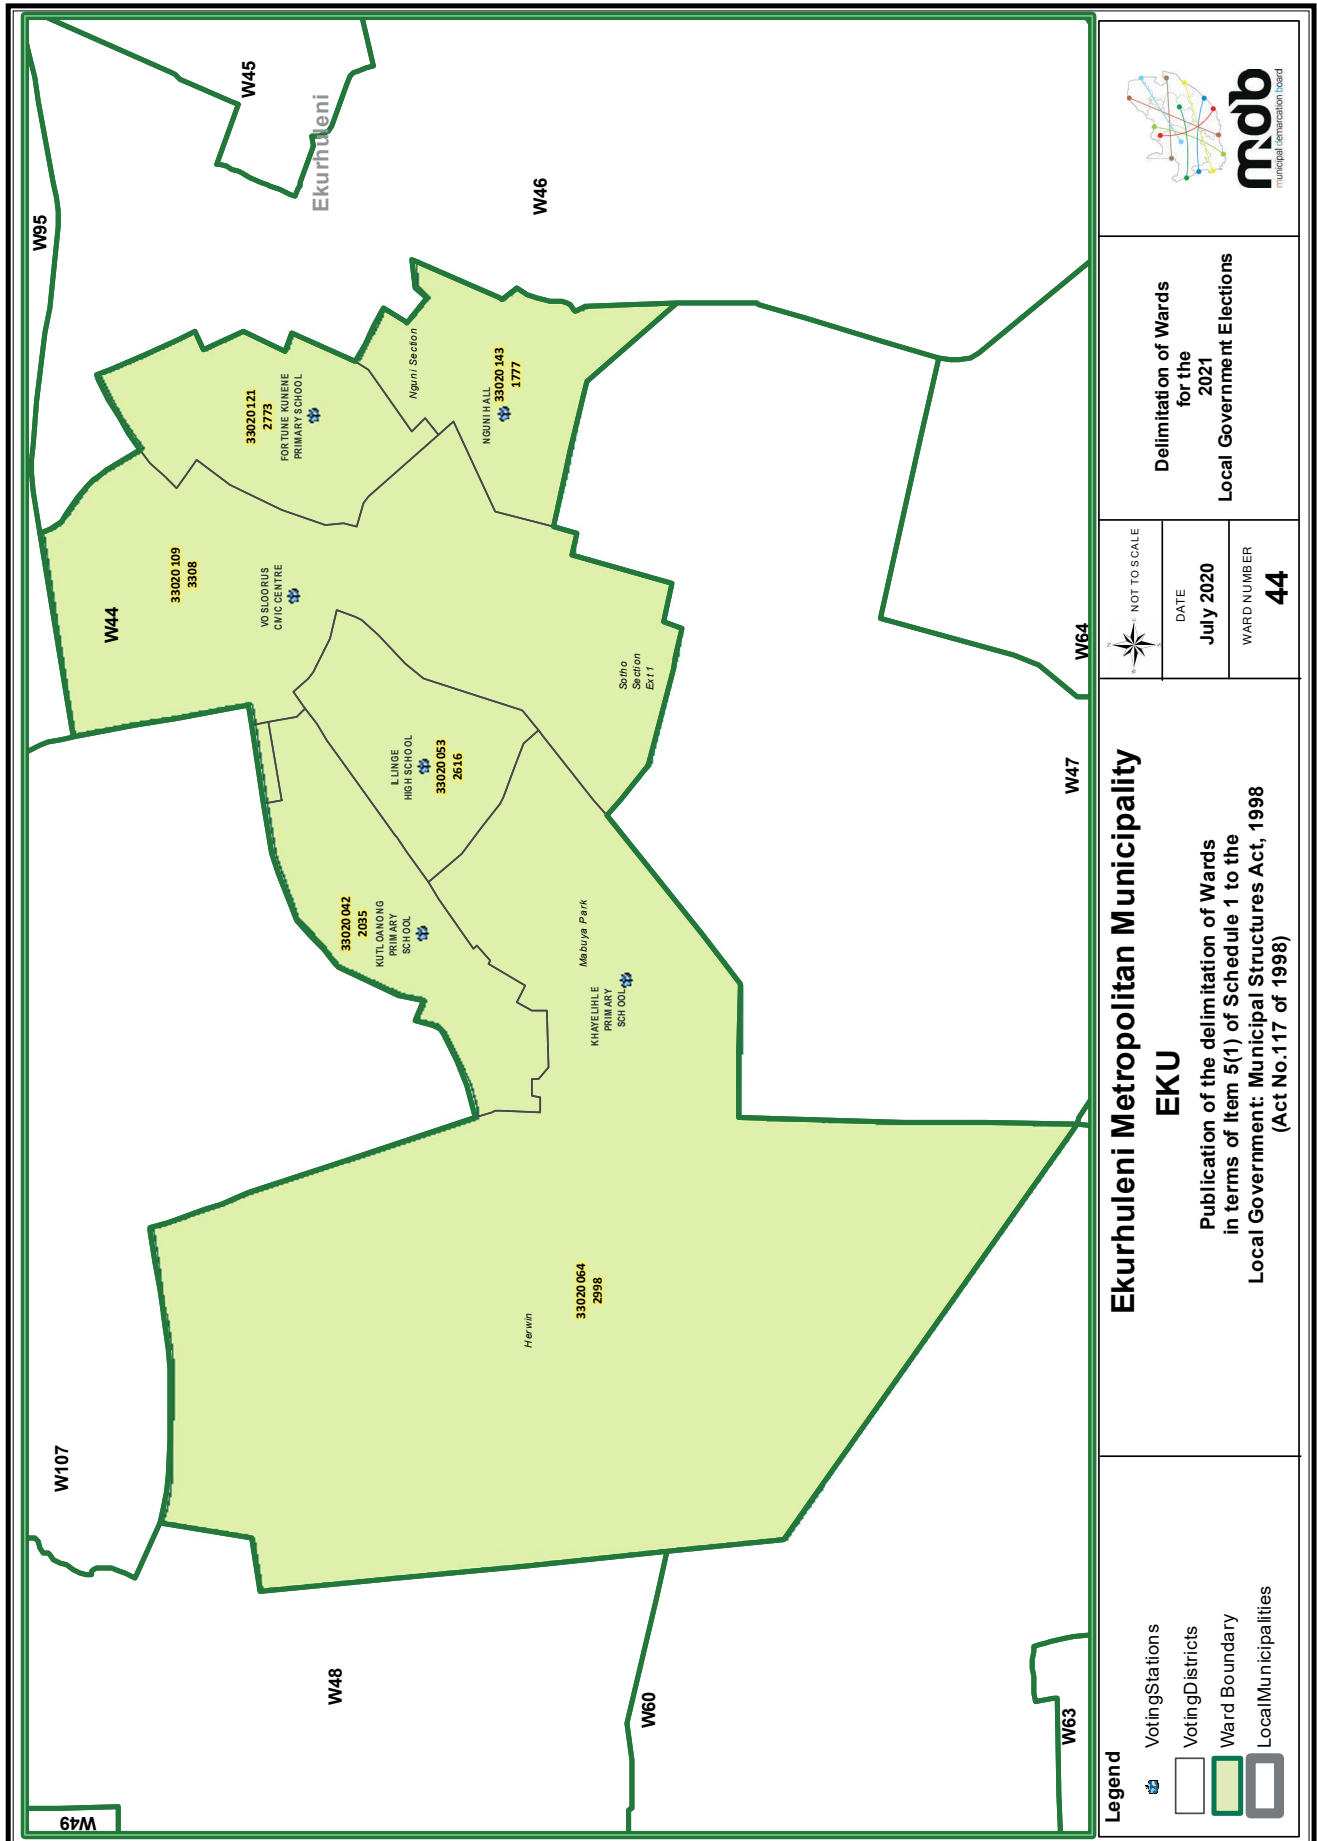 W49
W48
W107
W60
W63
W95
W45
Ekurhuleni
W46
W44
W64
W47
33020109
3308
VOSLOORUS
CIVIC CENTRE
33020121
2773
FORTUNE KUNENE
PRIMARY SCHOOL
Nguni Section
NGUNI HALL
33020143
1777
Sotho
Section
Ext 1
ILLINGE
HIGH SCHOOL
33020053
2616
33020042
2035
KUTLOANONG
PRIMARY
SCHOOL
Mabuya Park
KHAYELIHLE
PRIMARY
SCHOOL
Herwin
33020064
2998
Legend
VotingStations
VotingDistricts
Ward Boundary
LocalMunicipalities
Ekurhuleni Metropolitan Municipality
EKU
Publication of the delimitation of Wards
in terms of Item 5(1) of Schedule 1 to the
Local Government: Municipal Structures Act, 1998
(Act No.117 of 1998)
N
W E
S
NOT TO SCALE
DATE
July 2020
WARD NUMBER
44
Delimitation of Wards
for the
2021
Local Government Elections
mdb
municipal demarcation board